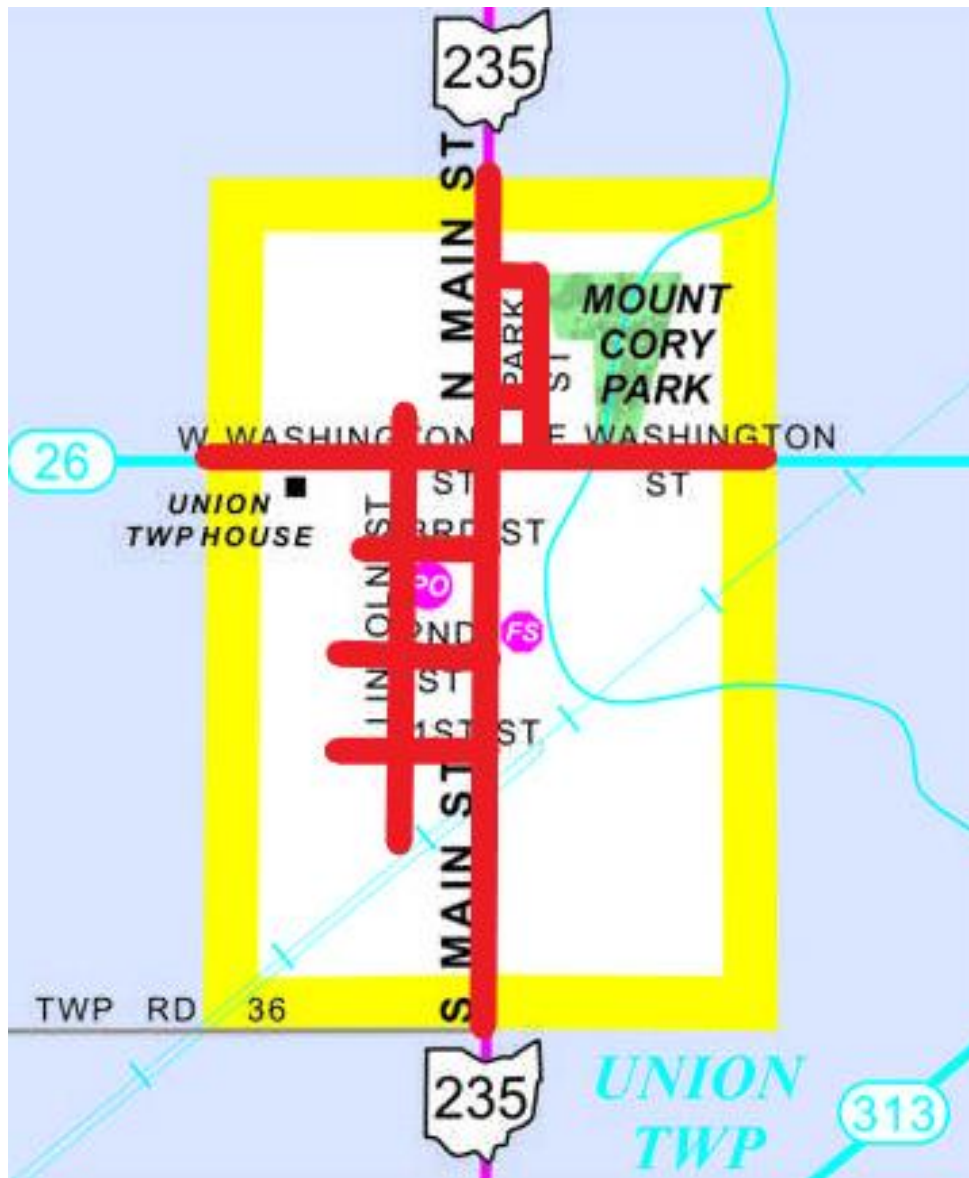 235
N MAIN ST
MOUNT
CORY
PARK
PARK
ST
W WASHINGTON
E WASHINGTON
26
ST
ST
UNION
TWP HOUSE
3RD ST
LINCOLN ST
PO
2ND
FS
ST
1ST ST
S MAIN ST
TWP RD 36
235
UNION
TWP
313